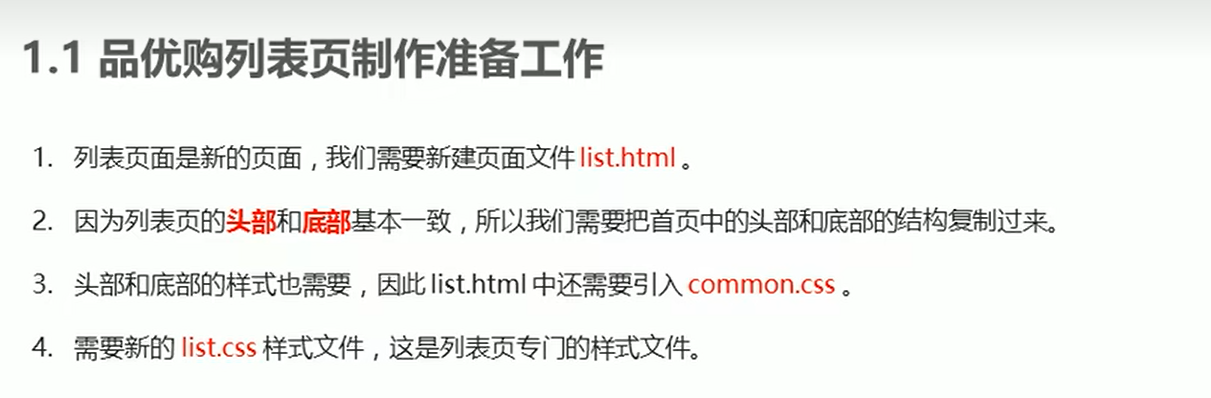 1.1 品优购列表页制作准备工作
1. 列表页面是新的页面，我们需要新建页面文件 list.html 。
2. 因为列表页的头部和底部基本一致，所以我们需要把首页中的头部和底部的结构复制过来。
3. 头部和底部的样式也需要，因此 list.html 中还需要引入 common.css 。
4. 需要新的 list.css 样式文件，这是列表页专门的样式文件。